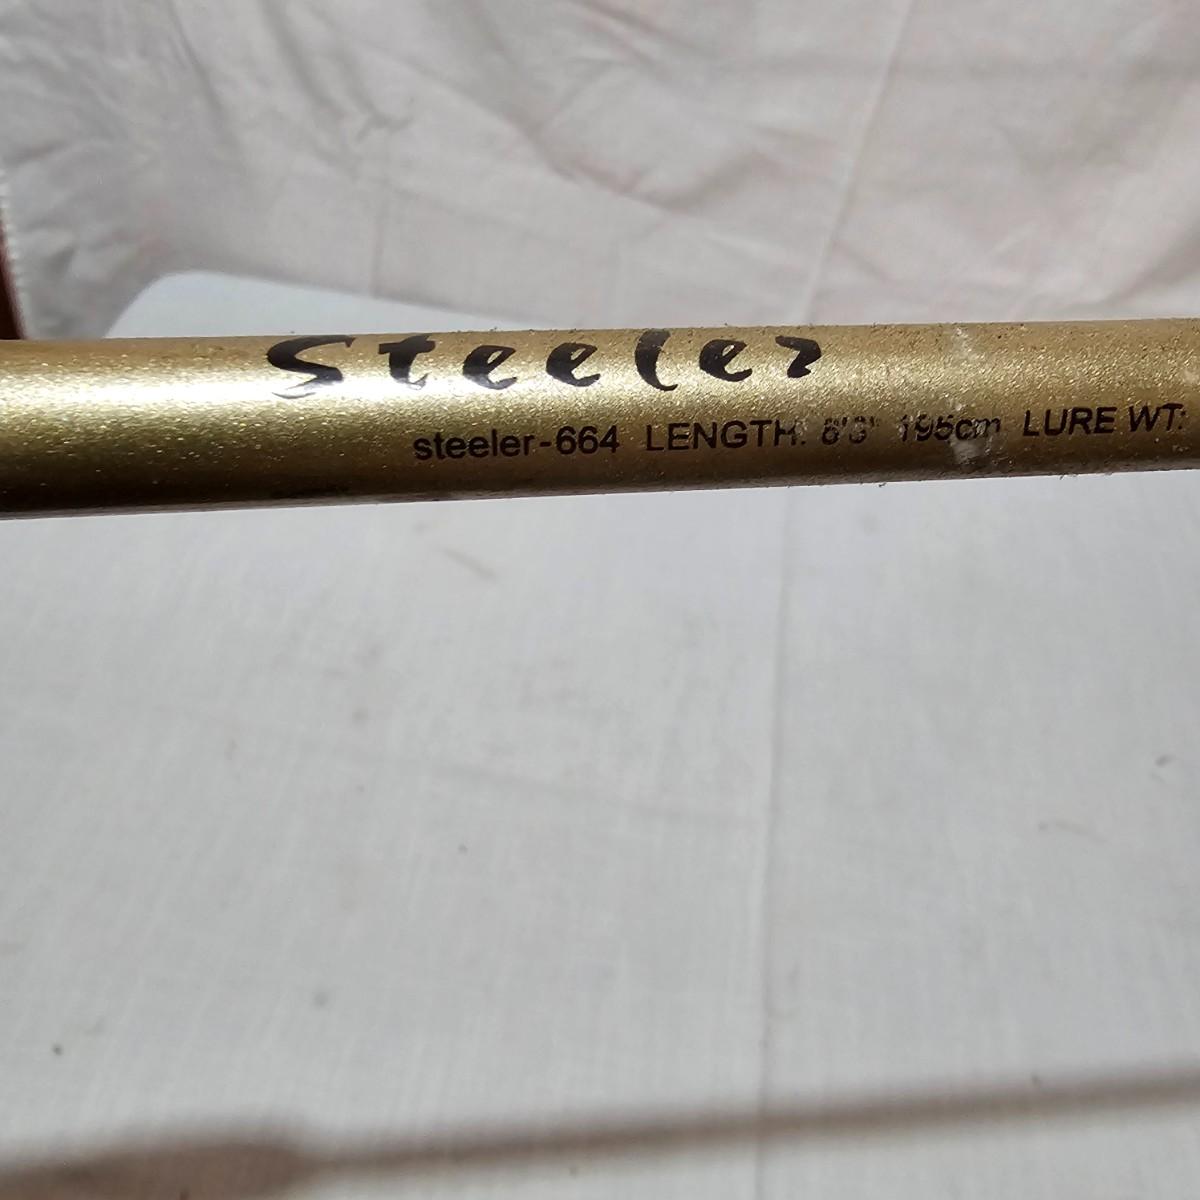 Steeler
steeler-664 LENGTH: 195cm LURE WT: